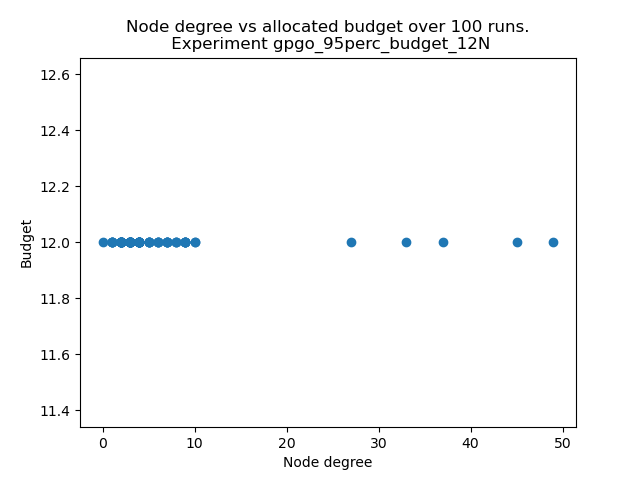 Node degree vs allocated budget over 100 runs.
Experiment gpgo_95perc_budget_12N
12.6
12.4
12.2
12.0
11.8
11.6
11.4
Budget
0 10 20 30 40 50
Node degree